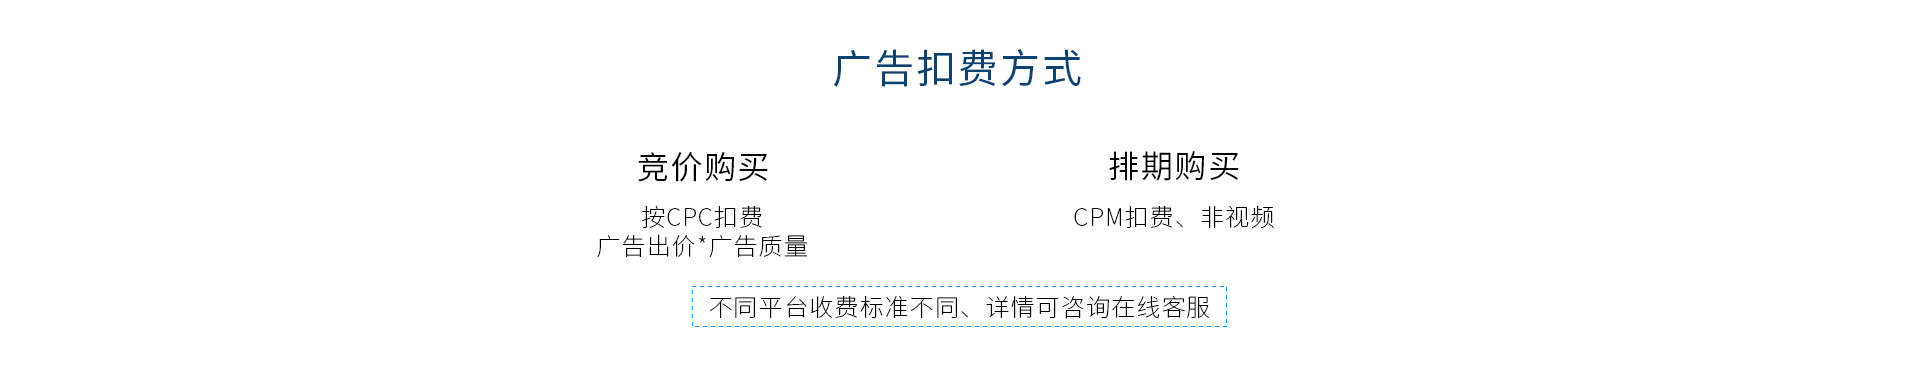 广告扣费方式
竞价购买
按CPC扣费
广告出价*广告质量
排期购买
CPM扣费、非视频
不同平台收费标准不同、详情可咨询在线客服